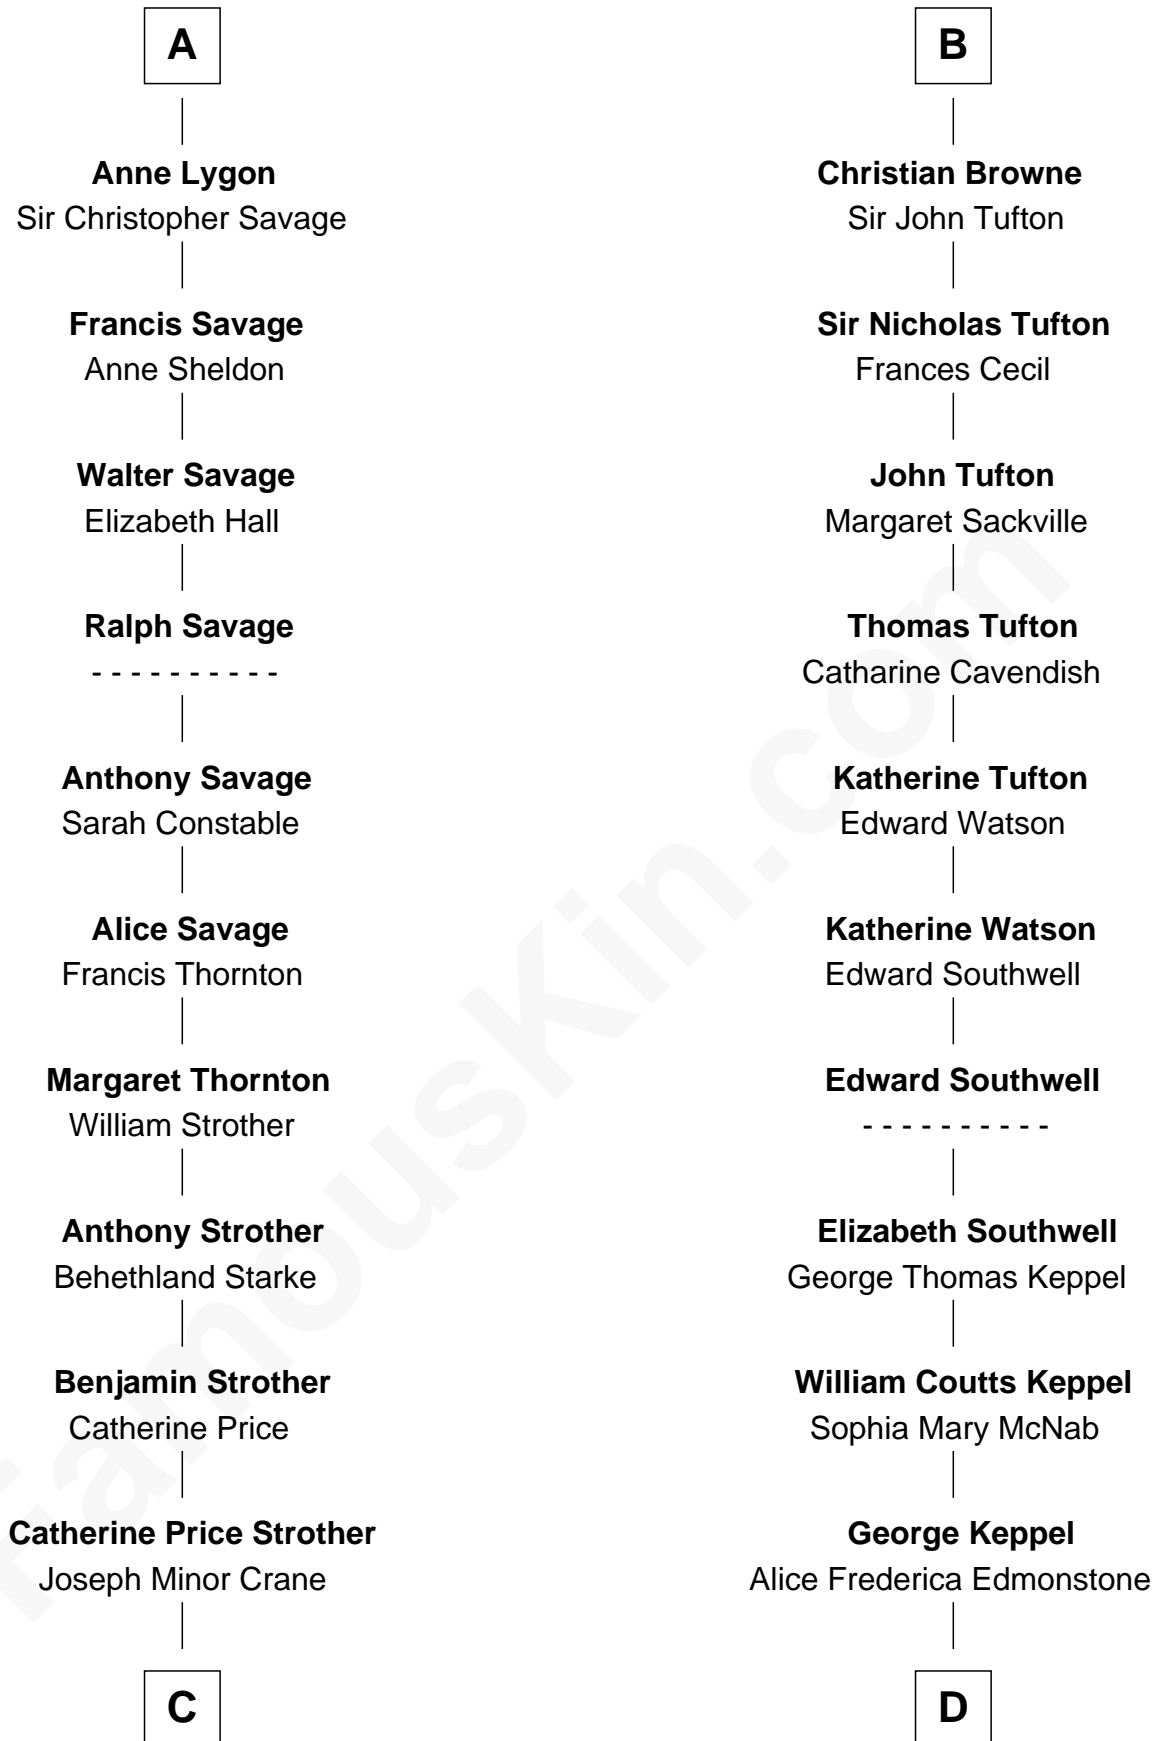 A
Anne Lygon
Sir Christopher Savage
Francis Savage
Anne Sheldon
Walter Savage
Elizabeth Hall
Ralph Savage
- - - - - - - - - -
Anthony Savage
Sarah Constable
Alice Savage
Francis Thornton
Margaret Thornton
William Strother
Anthony Strother
Behethland Starke
Benjamin Strother
Catherine Price
Catherine Price Strother
Joseph Minor Crane
C
B
Christian Browne
Sir John Tufton
Sir Nicholas Tufton
Frances Cecil
John Tufton
Margaret Sackville
Thomas Tufton
Catharine Cavendish
Katherine Tufton
Edward Watson
Katherine Watson
Edward Southwell
Edward Southwell
- - - - - - - - - -
Elizabeth Southwell
George Thomas Keppel
William Coutts Keppel
Sophia Mary McNab
George Keppel
Alice Frederica Edmonstone
D
FamousKin.com